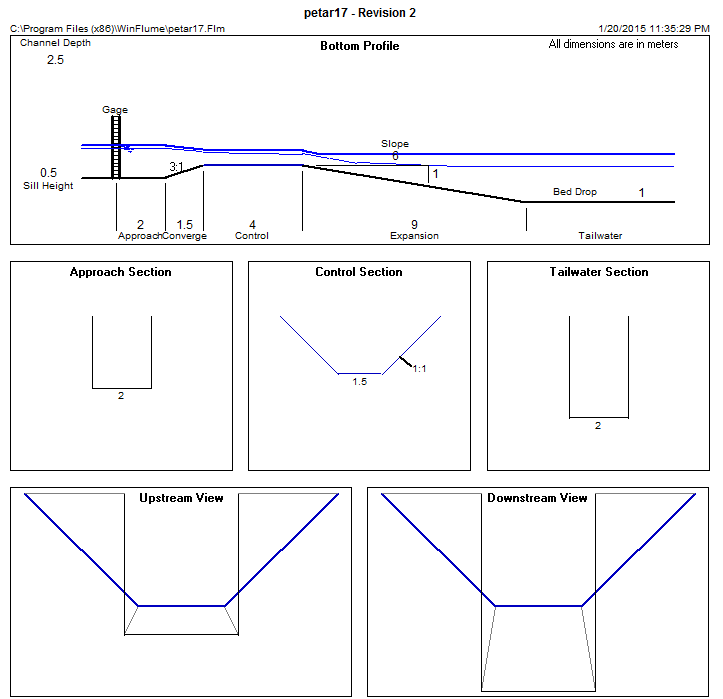 petar17 - Revision 2
C:\Program Files (x86)\WinFlume\petar17.Flm 1/20/2015 11:35:29 PM
Channel Depth Bottom Profile All dimensions are in meters
2.5
Gage
Slope
6
3:1
1
0.5
Sill Height
Bed Drop 1
2 1.5 4 9
Approach Converge Control Expansion Tailwater
Approach Section Control Section Tailwater Section
1:1
1.5
2
2
Upstream View Downstream View